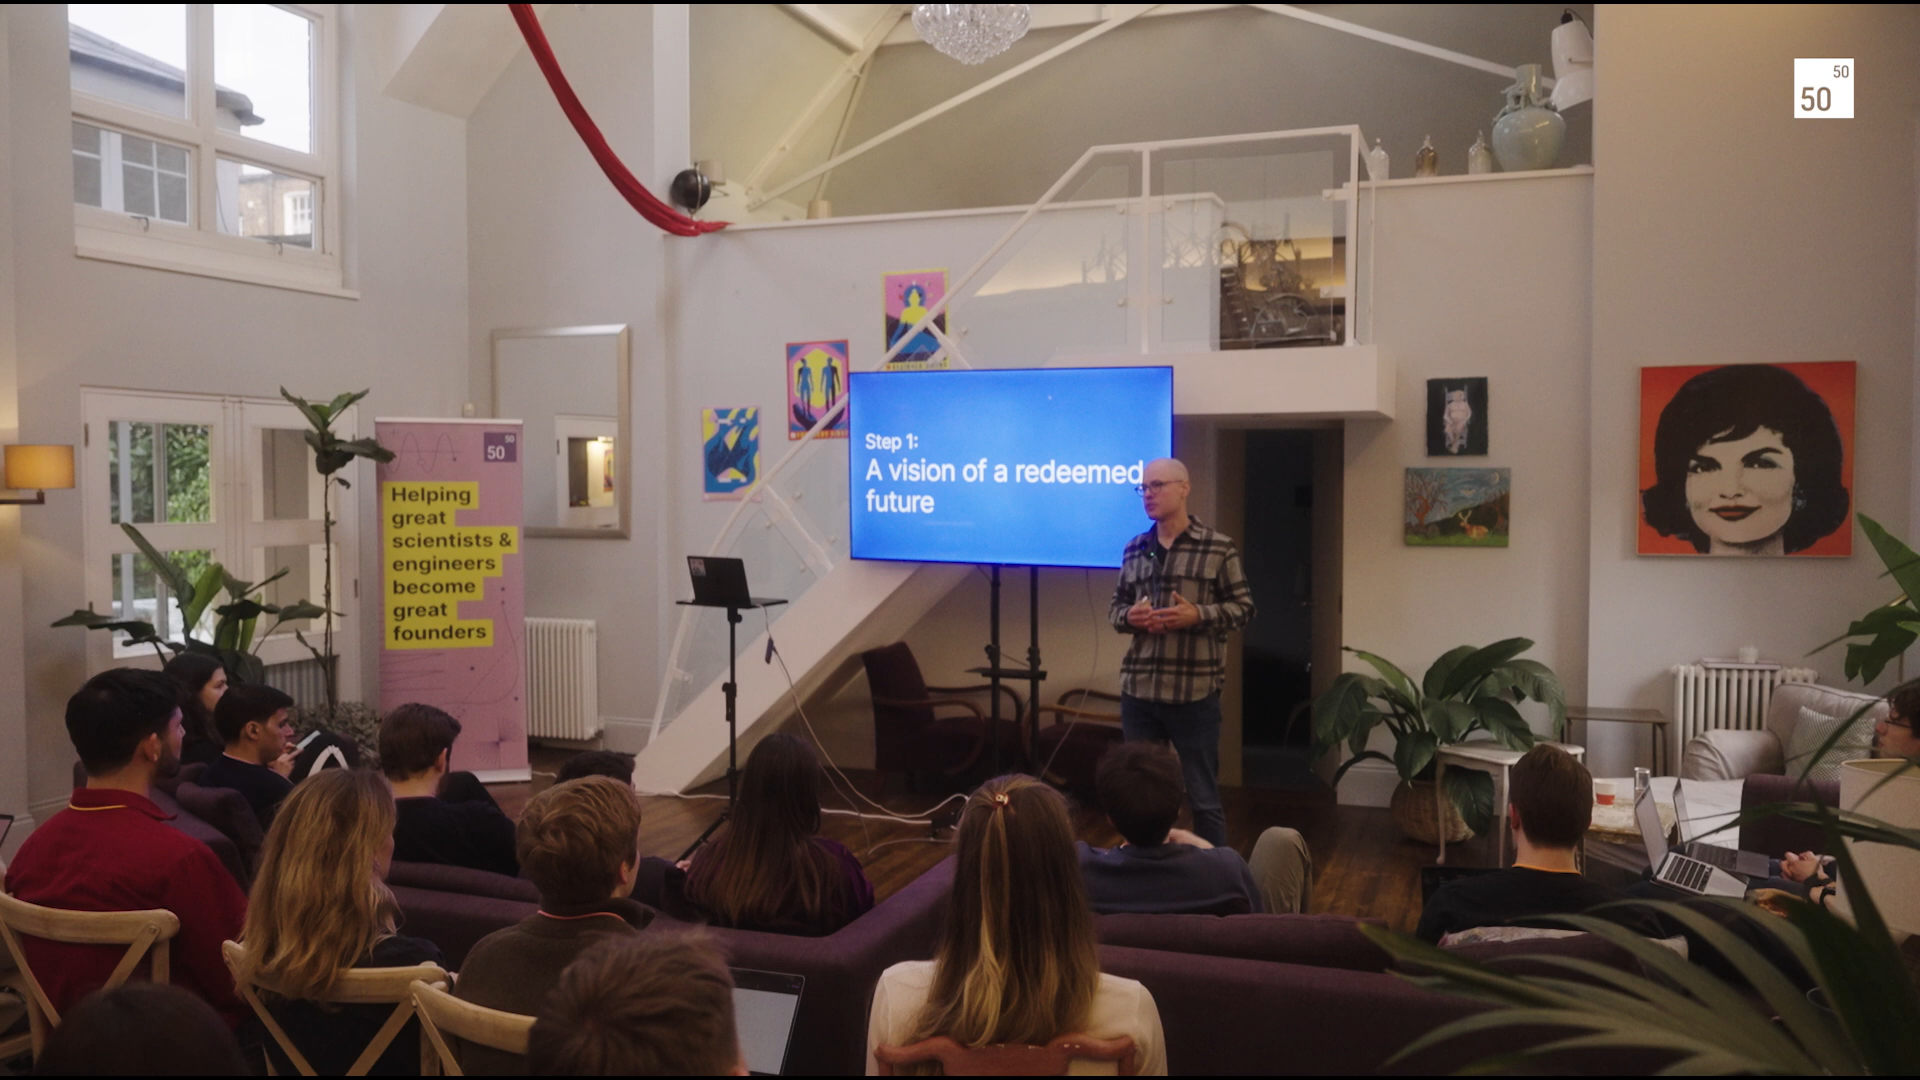 50
50
50
50
Helping
great
scientists &
engineers
become
great
founders
Step 1:
A vision of a redeemed
future